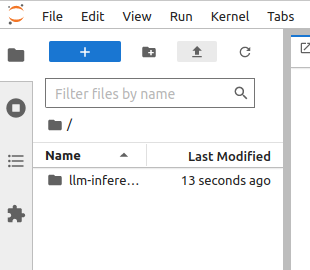 File Edit View Run Kernel Tabs
Filter files by name
/
Name Last Modified
llm-infere… 13 seconds ago